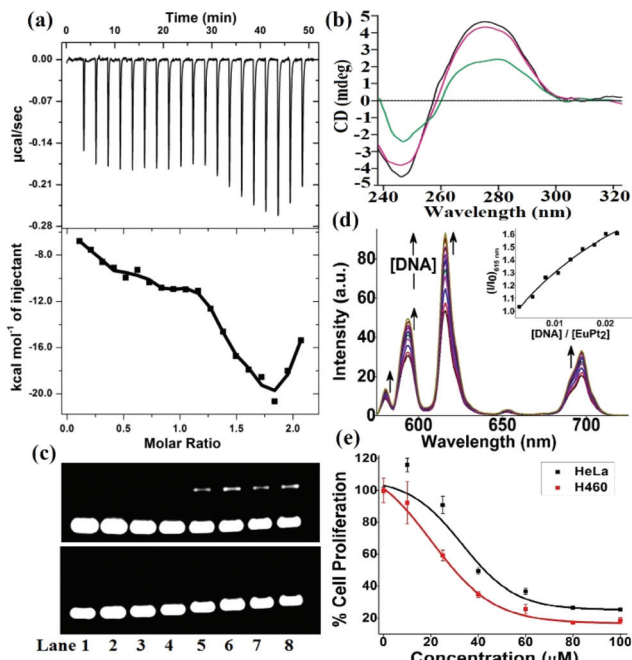 (a)
Time (min)
0 10 20 30 40 50
0.00
-0.07
-0.14
-0.21
-0.28
µcal/sec
-8.0
-12.0
-16.0
-20.0
kcal mol⁻¹ of injectant
0.0 0.5 1.0 1.5 2.0
Molar Ratio
(b)
5
4
3
2
1
0
-1
-2
-3
-4
-5
CD (mdeg)
240 260 280 300 320
Wavelength (nm)
(c)
Lane 1 2 3 4 5 6 7 8
(d)
80
60
40
20
0
Intensity (a.u.)
[DNA]
600 700
Wavelength (nm)
1.6
1.5
1.4
1.3
1.2
1.1
1.0
(I/I0)615 nm
0.01 0.02
[DNA] / [EuPt2]
(e)
120
100
80
60
40
20
% Cell Proliferation
HeLa
H460
0 20 40 60 80 100
Concentration (µM)